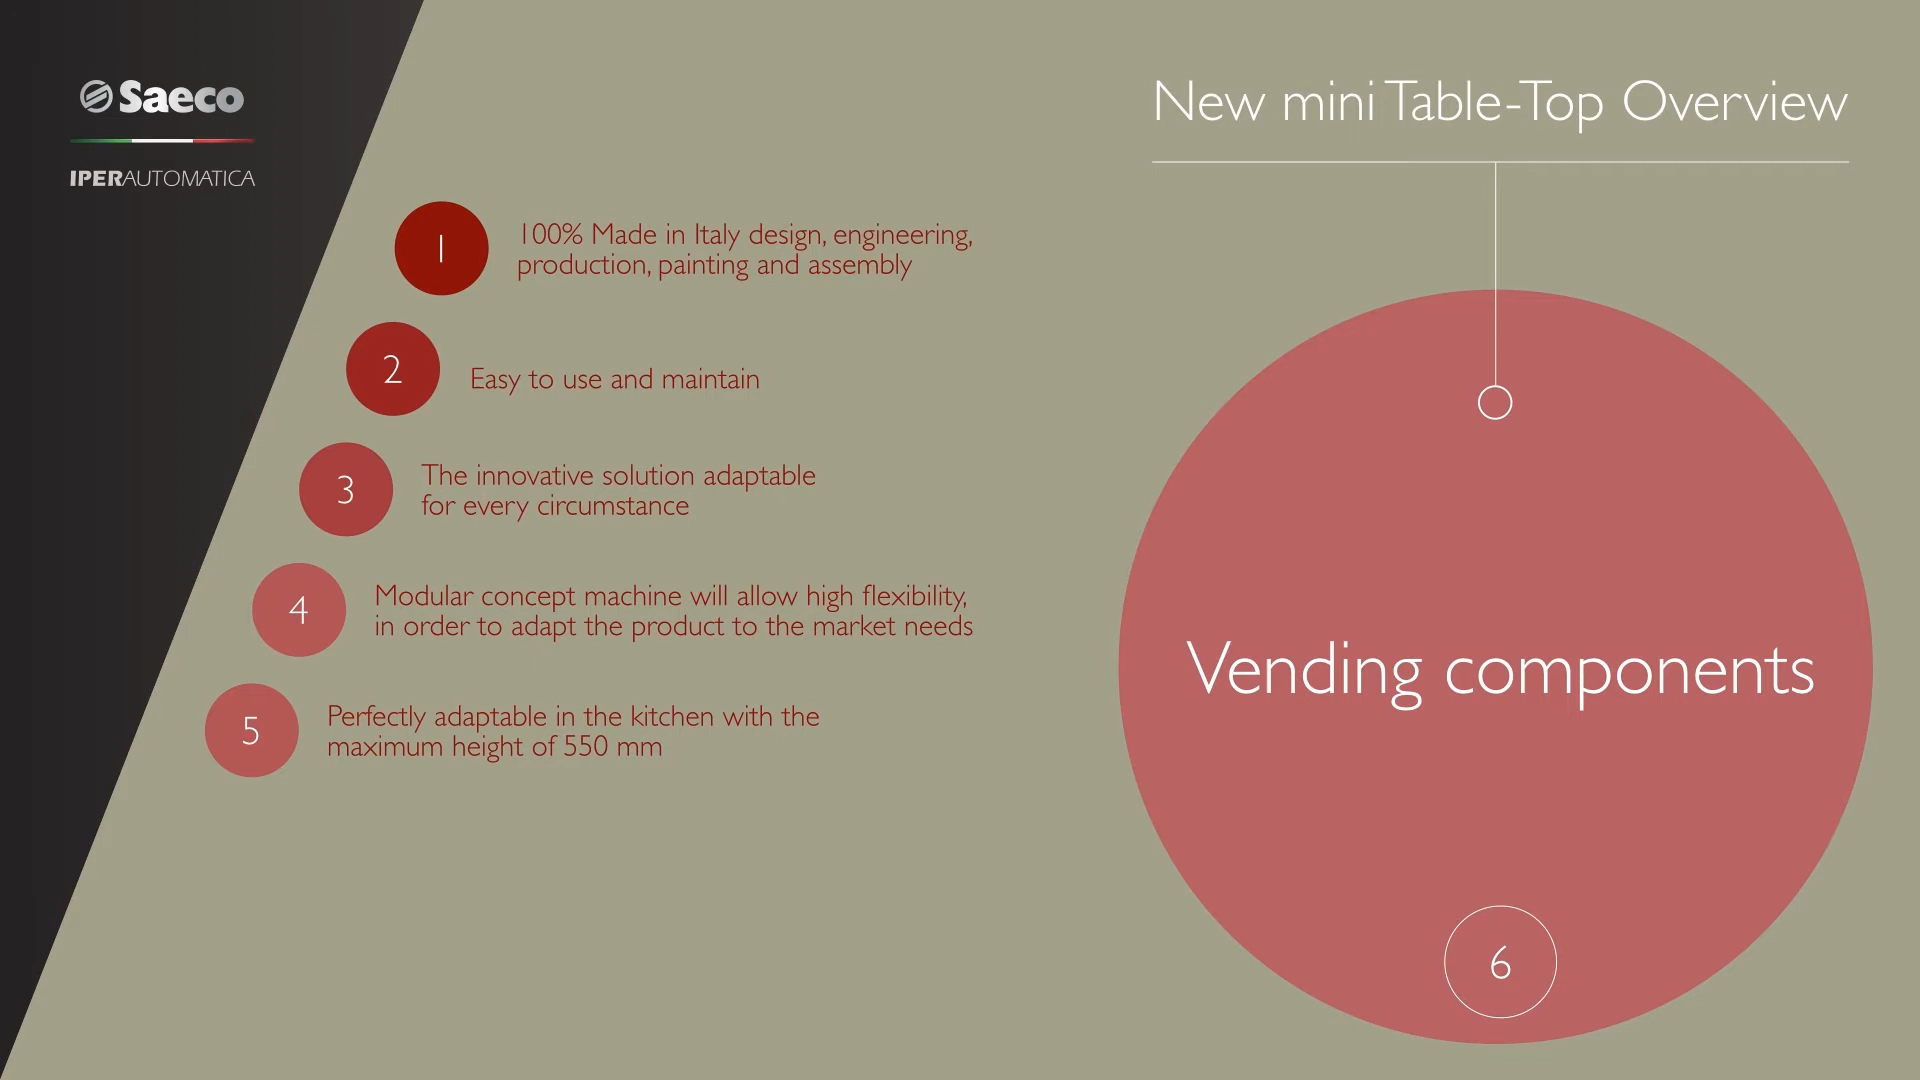 Saeco
IPERAUTOMATICA
New mini Table-Top Overview
1
100% Made in Italy design, engineering,
production, painting and assembly
2
Easy to use and maintain
3
The innovative solution adaptable
for every circumstance
4
Modular concept machine will allow high flexibility,
in order to adapt the product to the market needs
5
Perfectly adaptable in the kitchen with the
maximum height of 550 mm
Vending components
6